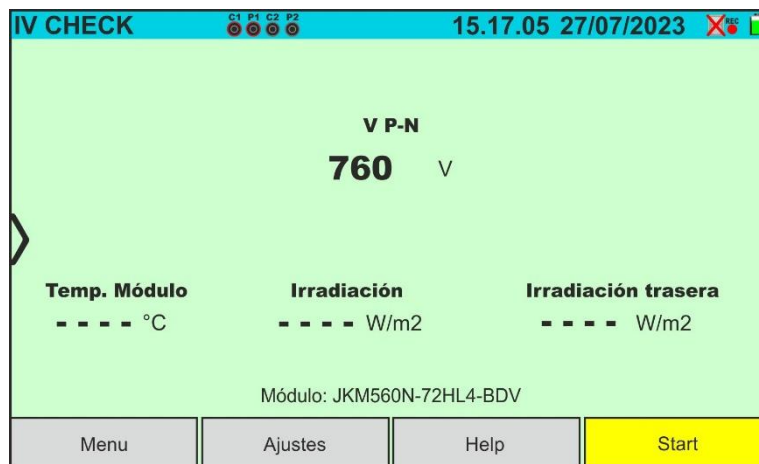 IV CHECK C1 P1 C2 P2 15.17.05 27/07/2023 REC
V P-N
760 V
Temp. Módulo Irradiación Irradiación trasera
- - - - °C - - - - W/m2 - - - - W/m2
Módulo: JKM560N-72HL4-BDV
Menu Ajustes Help Start